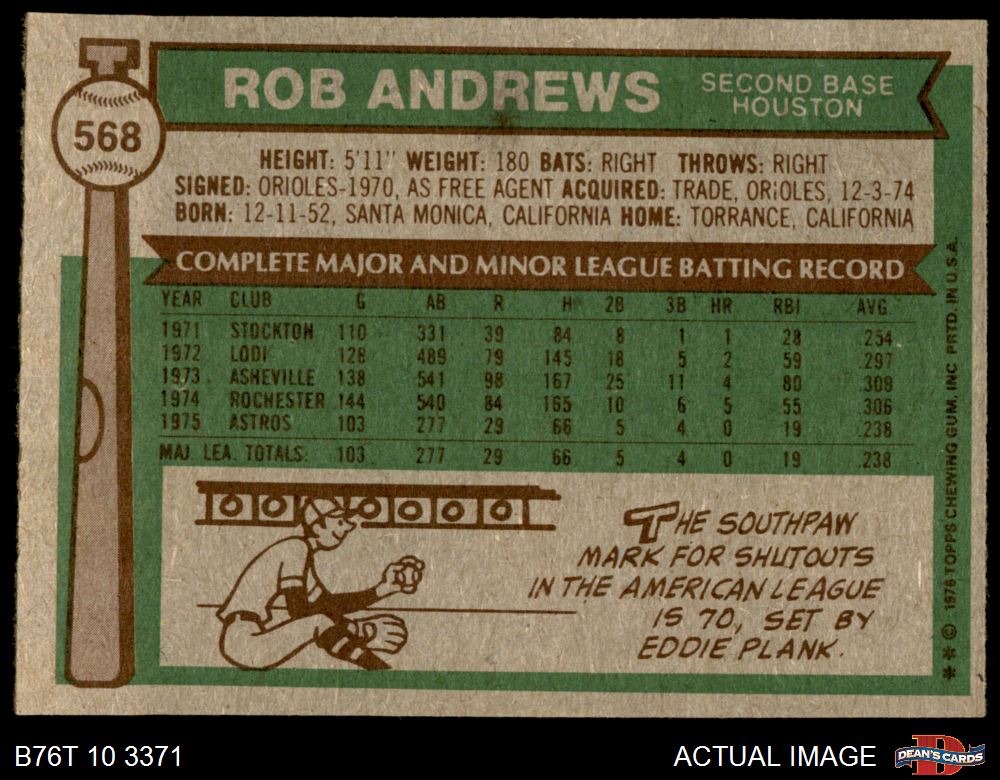 568
ROB ANDREWS
SECOND BASE
HOUSTON
HEIGHT: 5'11" WEIGHT: 180 BATS: RIGHT THROWS: RIGHT
SIGNED: ORIOLES-1970, AS FREE AGENT ACQUIRED: TRADE, ORIOLES, 12-3-74
BORN: 12-11-52, SANTA MONICA, CALIFORNIA HOME: TORRANCE, CALIFORNIA
COMPLETE MAJOR AND MINOR LEAGUE BATTING RECORD
YEAR CLUB G AB R H 2B 3B HR RBI AVG.
1971 STOCKTON 110 331 39 84 8 1 1 28 .254
1972 LODI 128 489 79 145 18 5 2 59 .297
1973 ASHEVILLE 138 541 98 167 25 11 4 80 .309
1974 ROCHESTER 144 540 84 165 10 6 5 55 .306
1975 ASTROS 103 277 29 66 5 4 0 19 .238
MAJ. LEA. TOTALS: 103 277 29 66 5 4 0 19 .238
THE SOUTHPAW
MARK FOR SHUTOUTS
IN THE AMERICAN LEAGUE
IS 70, SET BY
EDDIE PLANK.
** © 1976 TOPPS CHEWING GUM, INC. PRTD. IN U.S.A.
B76T 10 3371
ACTUAL IMAGE
D
DEAN'S CARDS